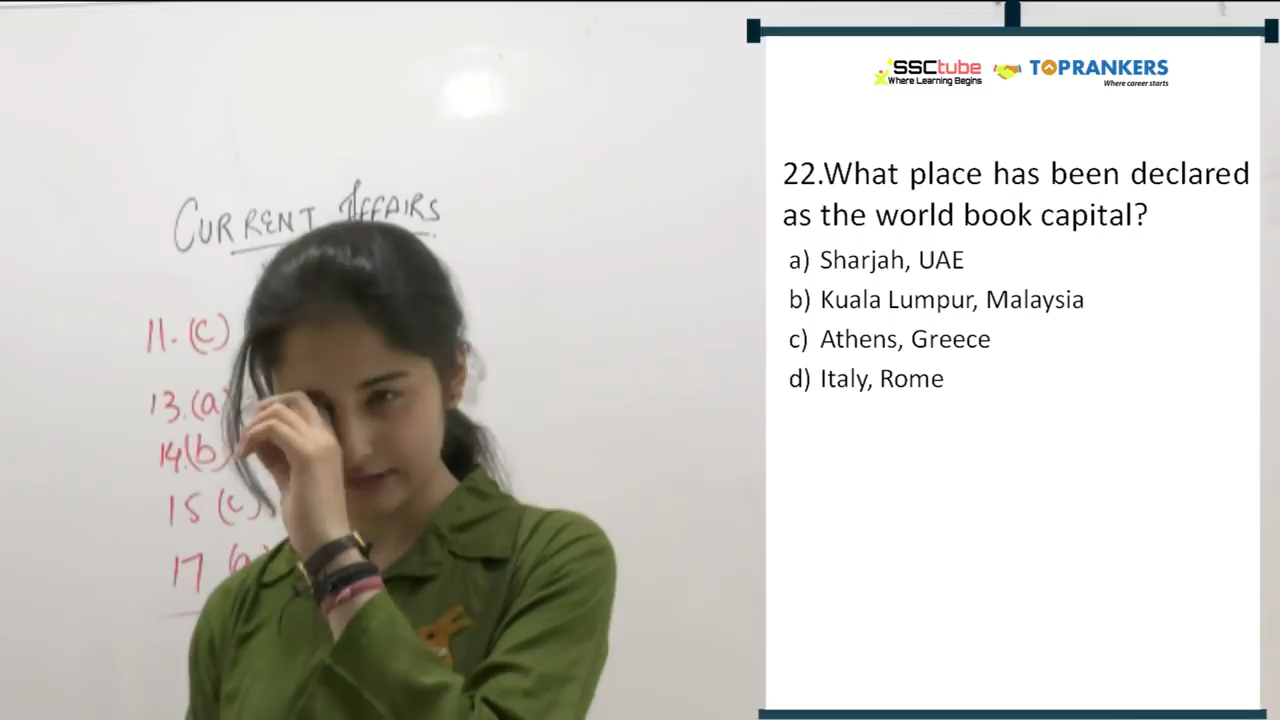 CURRENT AFFAIRS
11. (c)
13. (a)
14. (b
15 (c)
17 (a)
SSCtube
Where Learning Begins
TOPRANKERS
Where career starts
22.What place has been declared
as the world book capital?
a) Sharjah, UAE
b) Kuala Lumpur, Malaysia
c) Athens, Greece
d) Italy, Rome